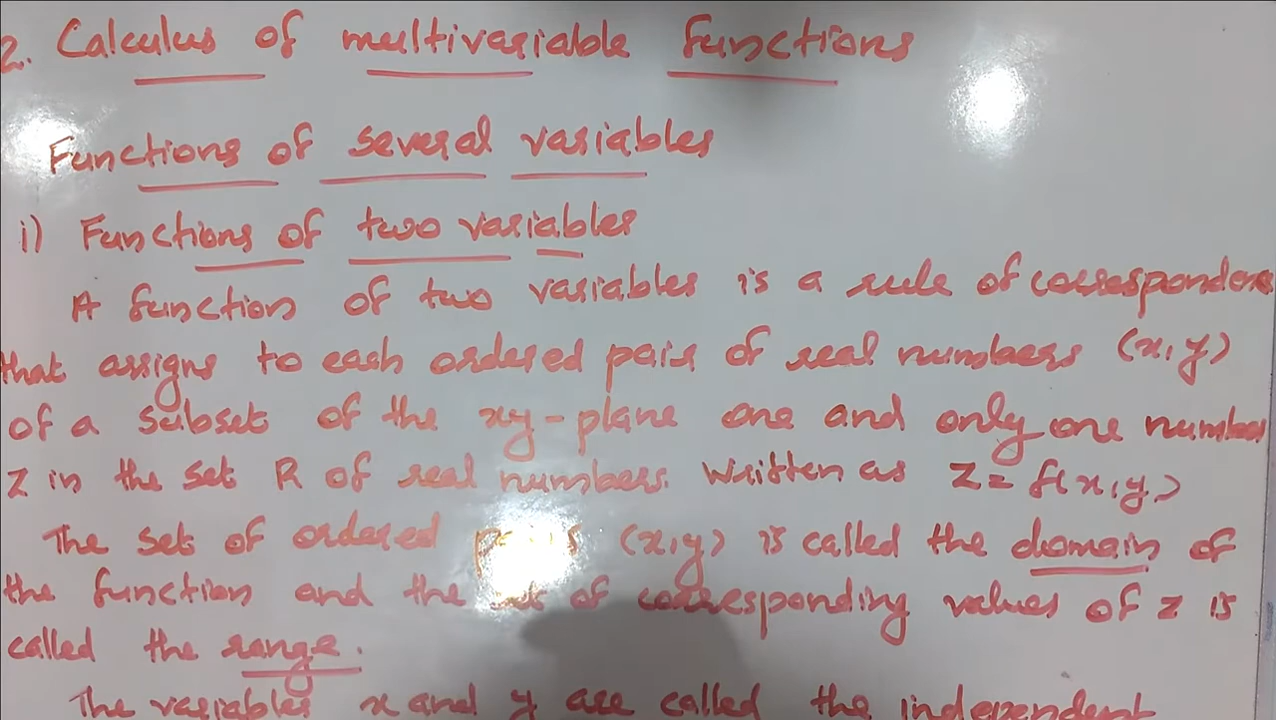 2. Calculus of multivariable functions
Functions of several variables
i) Functions of two variables
A function of two variables is a rule of correspondence
that assigns to each ordered pair of real numbers (x,y)
of a subset of the xy-plane one and only one number
z in the set R of real numbers. Written as z = f(x,y)
The set of ordered pairs (x,y) is called the domain of
the function and the set of corresponding values of z is
called the range.
The variables x and y are called the independent